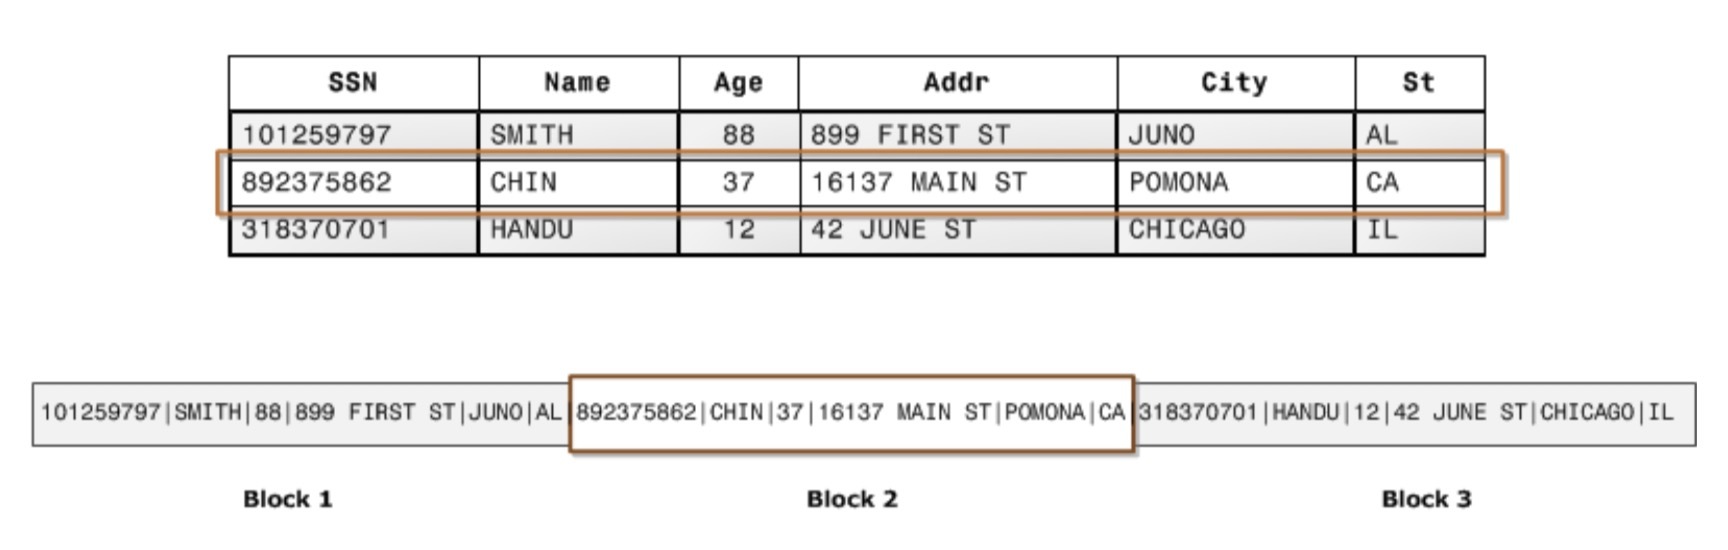 SSN Name Age Addr City St
101259797 SMITH 88 899 FIRST ST JUNO AL
892375862 CHIN 37 16137 MAIN ST POMONA CA
318370701 HANDU 12 42 JUNE ST CHICAGO IL
101259797|SMITH|88|899 FIRST ST|JUNO|AL|892375862|CHIN|37|16137 MAIN ST|POMONA|CA|318370701|HANDU|12|42 JUNE ST|CHICAGO|IL
Block 1 Block 2 Block 3